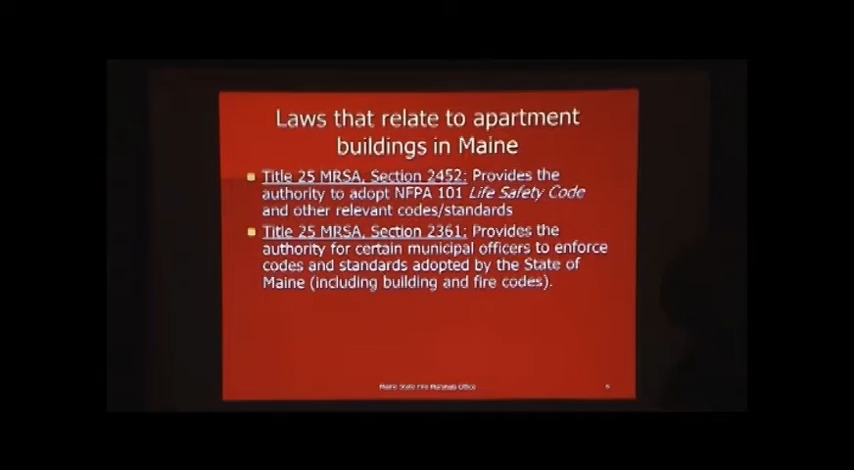 Laws that relate to apartment
buildings in Maine
Title 25 MRSA, Section 2452: Provides the
authority to adopt NFPA 101 Life Safety Code
and other relevant codes/standards
Title 25 MRSA, Section 2361: Provides the
authority for certain municipal officers to enforce
codes and standards adopted by the State of
Maine (including building and fire codes).
Maine State Fire Marshals Office